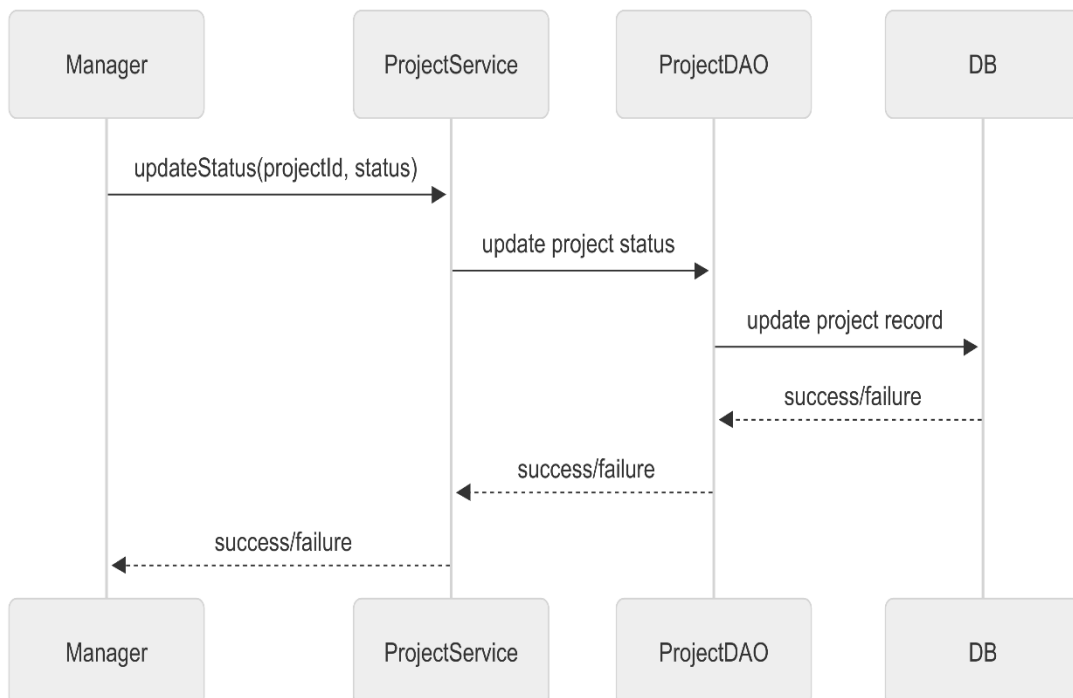 Manager ProjectService ProjectDAO DB
updateStatus(projectId, status)
update project status
update project record
success/failure
success/failure
success/failure
Manager ProjectService ProjectDAO DB